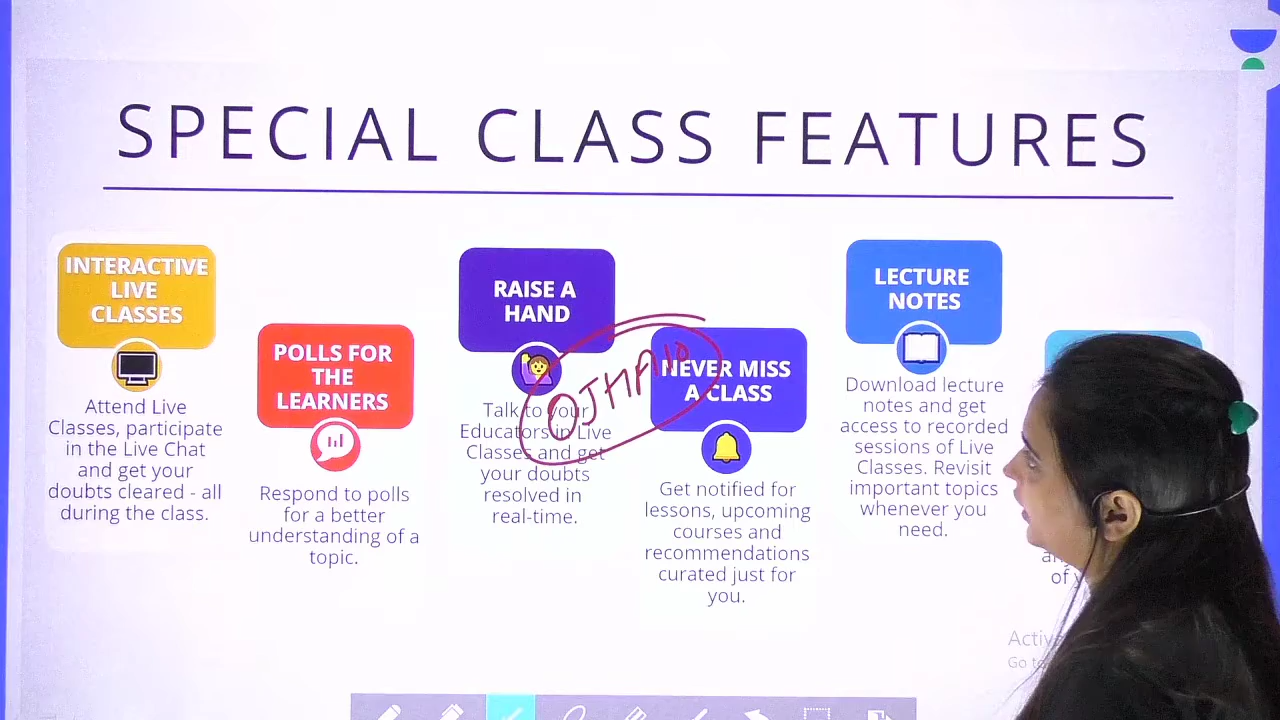 SPECIAL CLASS FEATURES
INTERACTIVE
LIVE
CLASSES
Attend Live
Classes, participate
in the Live Chat
and get your
doubts cleared - all
during the class.
POLLS FOR
THE
LEARNERS
Respond to polls
for a better
understanding of a
topic.
RAISE A
HAND
Talk to your
Educators in Live
Classes and get
your doubts
resolved in
real-time.
OJHA10
NEVER MISS
A CLASS
Get notified for
lessons, upcoming
courses and
recommendations
curated just for
you.
LECTURE
NOTES
Download lecture
notes and get
access to recorded
sessions of Live
Classes. Revisit
important topics
whenever you
need.
of
Go to